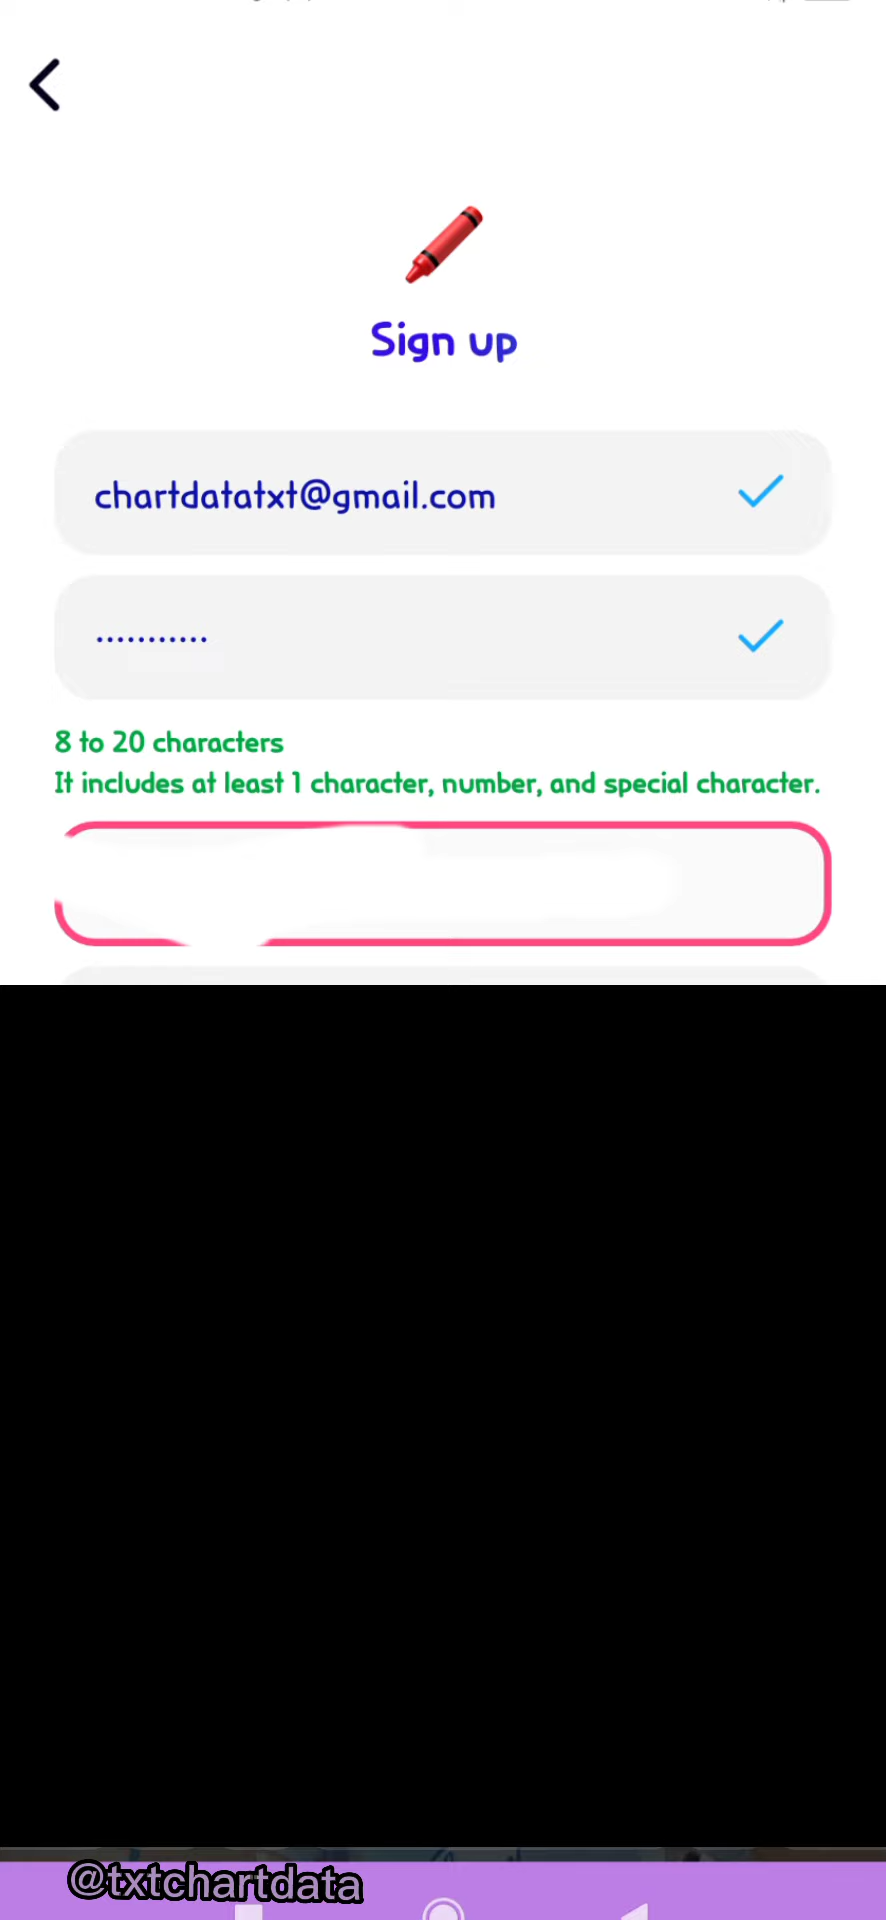 Sign up
chartdatatxt@gmail.com
...........
8 to 20 characters
It includes at least 1 character, number, and special character.
@txtchartdata